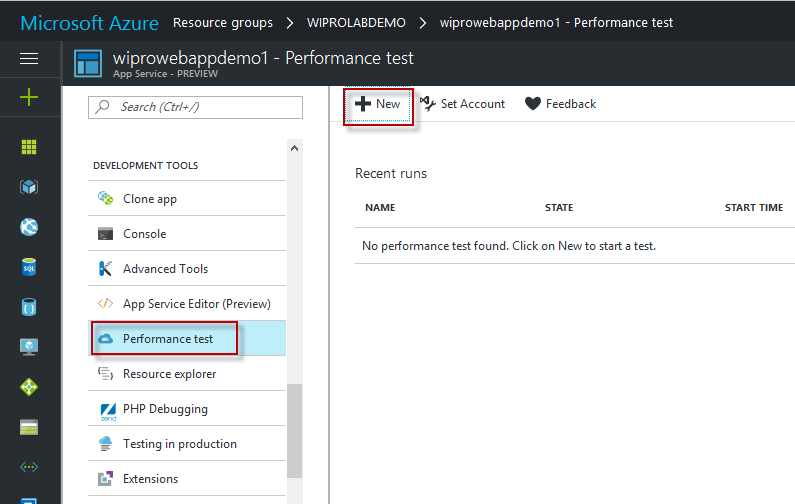 Microsoft Azure Resource groups > WIPROLABDEMO > wiprowebappdemo1 - Performance test
wiprowebappdemo1 - Performance test
App Service - PREVIEW
Search (Ctrl+/)
New Set Account Feedback
DEVELOPMENT TOOLS
Clone app
Console
Advanced Tools
App Service Editor (Preview)
Performance test
Resource explorer
PHP Debugging
Testing in production
Extensions
Recent runs
NAME STATE START TIME
No performance test found. Click on New to start a test.
SQL
zend